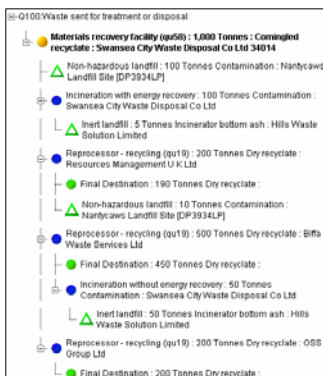 Q100:Waste sent for treatment or disposal
Materials recovery facility (qu58) : 1,000 Tonnes : Comingled
recyclate : Swansea City Waste Disposal Co Ltd 34014
Non-hazardous landfill : 100 Tonnes Contamination : Nantycaws
Landfill Site [DP3934LP]
Incineration with energy recovery : 100 Tonnes Contamination :
Swansea City Waste Disposal Co Ltd
Inert landfill : 5 Tonnes Incinerator bottom ash : Hills Waste
Solution Limited
Reprocessor - recycling (qu19) : 200 Tonnes Dry recyclate :
Resources Management U K Ltd
Final Destination : 190 Tonnes Dry recyclate :
Non-hazardous landfill : 10 Tonnes Contamination :
Nantycaws Landfill Site [DP3934LP]
Reprocessor - recycling (qu19) : 500 Tonnes Dry recyclate : Biffa
Waste Services Ltd
Final Destination : 450 Tonnes Dry recyclate :
Incineration without energy recovery : 50 Tonnes
Contamination : Swansea City Waste Disposal Co Ltd
Inert landfill : 50 Tonnes Incinerator bottom ash : Hills
Waste Solution Limited
Reprocessor - recycling (qu19) : 200 Tonnes Dry recyclate : OSS
Group Ltd
Final Destination : 200 Tonnes Dry recyclate :